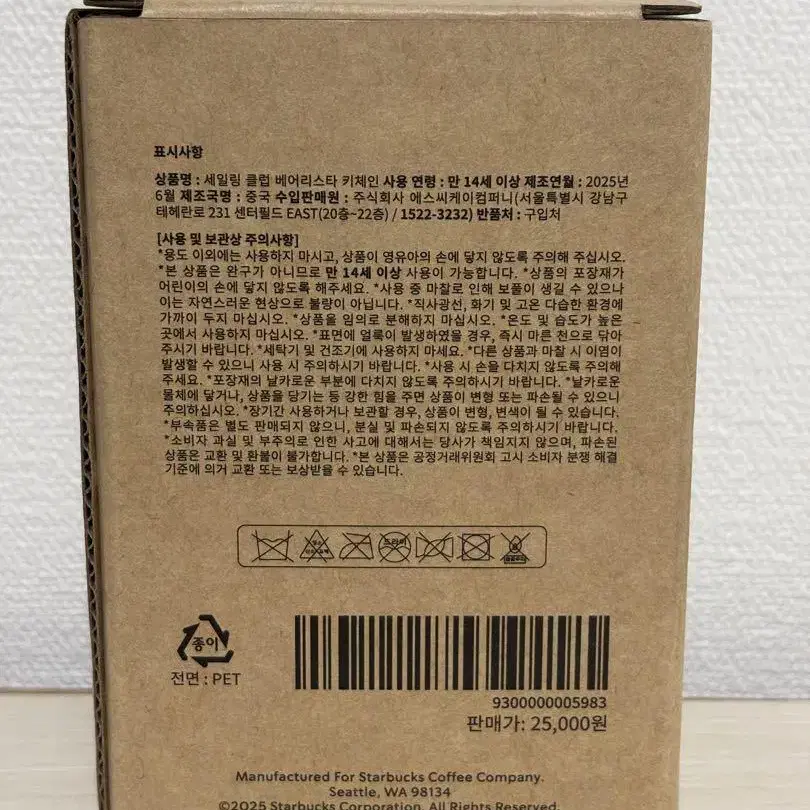 표시사항
상품명 : 세일링 클럽 베어리스타 키체인 사용 연령 : 만 14세 이상 제조연월 : 2025년
6월 제조국명 : 중국 수입판매원 : 주식회사 에스씨케이컴퍼니(서울특별시 강남구
테헤란로 231 센터필드 EAST(20층~22층) / 1522-3232) 반품처 : 구입처
[사용 및 보관상 주의사항]
*용도 이외에는 사용하지 마시고, 상품이 영유아의 손에 닿지 않도록 주의해 주십시오.
*본 상품은 완구가 아니므로 만 14세 이상 사용이 가능합니다. *상품의 포장재가
어린이의 손에 닿지 않도록 해주세요. *사용 중 마찰로 인해 보풀이 생길 수 있으나
이는 자연스러운 현상으로 불량이 아닙니다. *직사광선, 화기 및 고온 다습한 환경에
가까이 두지 마십시오. *상품을 임의로 분해하지 마십시오. *온도 및 습도가 높은
곳에서 사용하지 마십시오. *표면에 얼룩이 발생하였을 경우, 즉시 마른 천으로 닦아
주시기 바랍니다. *세탁기 및 건조기에 사용하지 마세요. *다른 상품과 마찰 시 이염이
발생할 수 있으니 사용 시 주의하시기 바랍니다. *사용 시 손을 다치지 않도록 주의해
주세요. *포장재의 날카로운 부분에 다치지 않도록 주의하시기 바랍니다. *날카로운
물체에 닿거나, 상품을 당기는 등 강한 힘을 주면 상품이 변형 또는 파손될 수 있으니
주의하십시오. *장기간 사용하거나 보관할 경우, 상품이 변형, 변색이 될 수 있습니다.
*부속품은 별도 판매되지 않으니, 분실 및 파손되지 않도록 주의하시기 바랍니다.
*소비자 과실 및 부주의로 인한 사고에 대해서는 당사가 책임지지 않으며, 파손된
상품은 교환 및 환불이 불가합니다. *본 상품은 공정거래위원회 고시 소비자 분쟁 해결
기준에 의거 교환 또는 보상받을 수 있습니다.
드라이
종이
전면 : PET
9300000005983
판매가: 25,000원
Manufactured For Starbucks Coffee Company.
Seattle, WA 98134
©2025 Starbucks Corporation. All Rights Reserved.